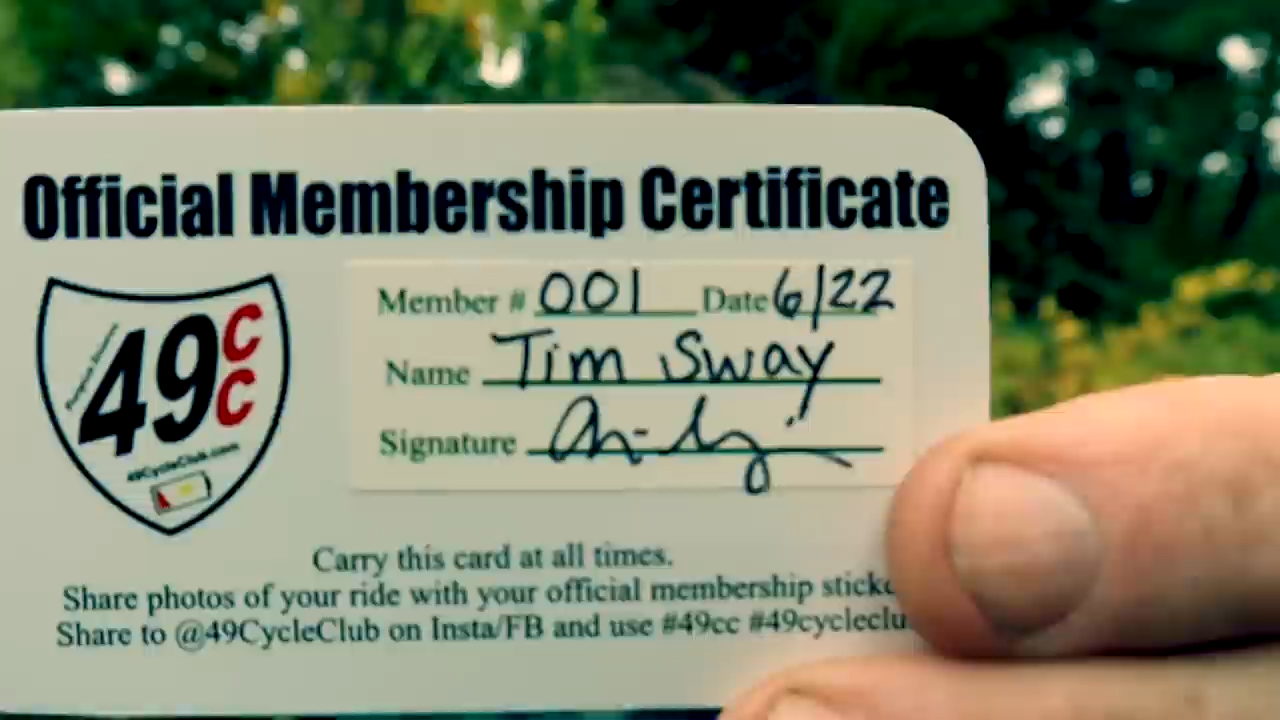 Official Membership Certificate
Member # 001 Date 6/22
Name Tim Sway
Signature
49CC
49CycleClub.com
Carry this card at all times.
Share photos of your ride with your official membership sticke
Share to @49CycleClub on Insta/FB and use #49cc #49cycleclu